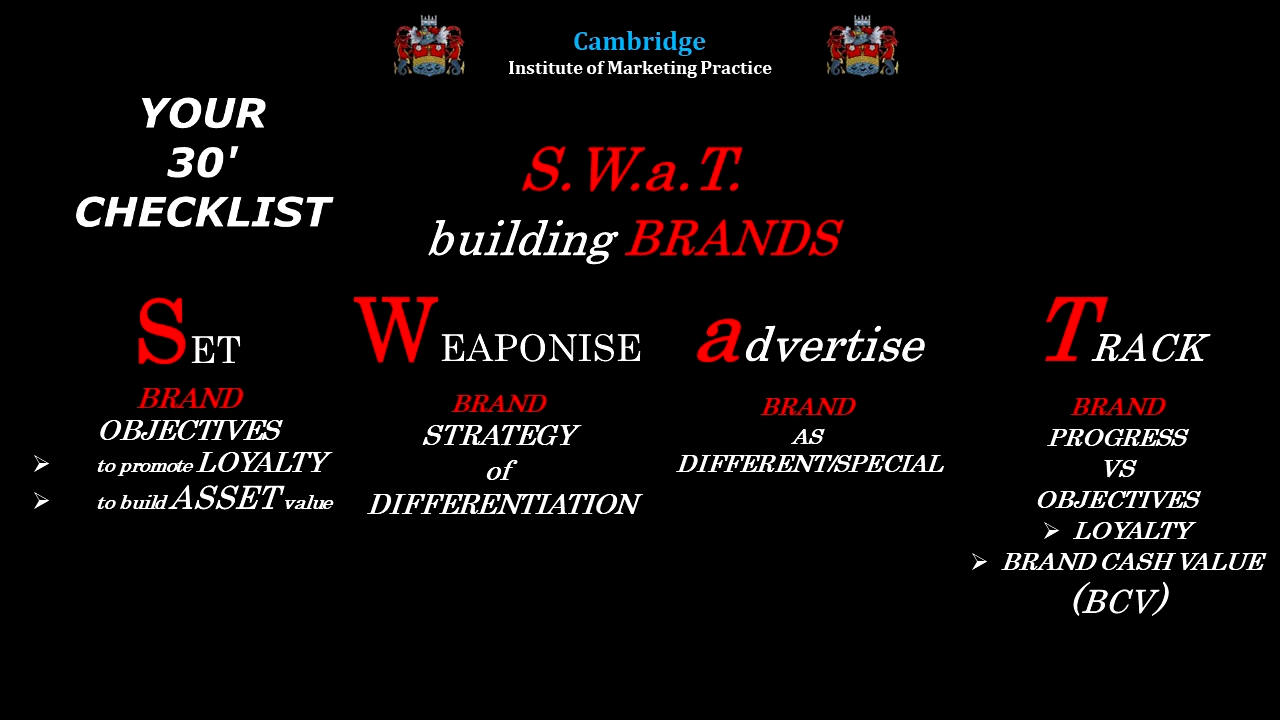 Cambridge
Institute of Marketing Practice
YOUR
30'
CHECKLIST
S.W.a.T.
building BRANDS
SET
BRAND
OBJECTIVES
➢ to promote LOYALTY
➢ to build ASSET value
WEAPONISE
BRAND
STRATEGY
of
DIFFERENTIATION
advertise
BRAND
AS
DIFFERENT/SPECIAL
TRACK
BRAND
PROGRESS
VS
OBJECTIVES
➢ LOYALTY
➢ BRAND CASH VALUE
(BCV)